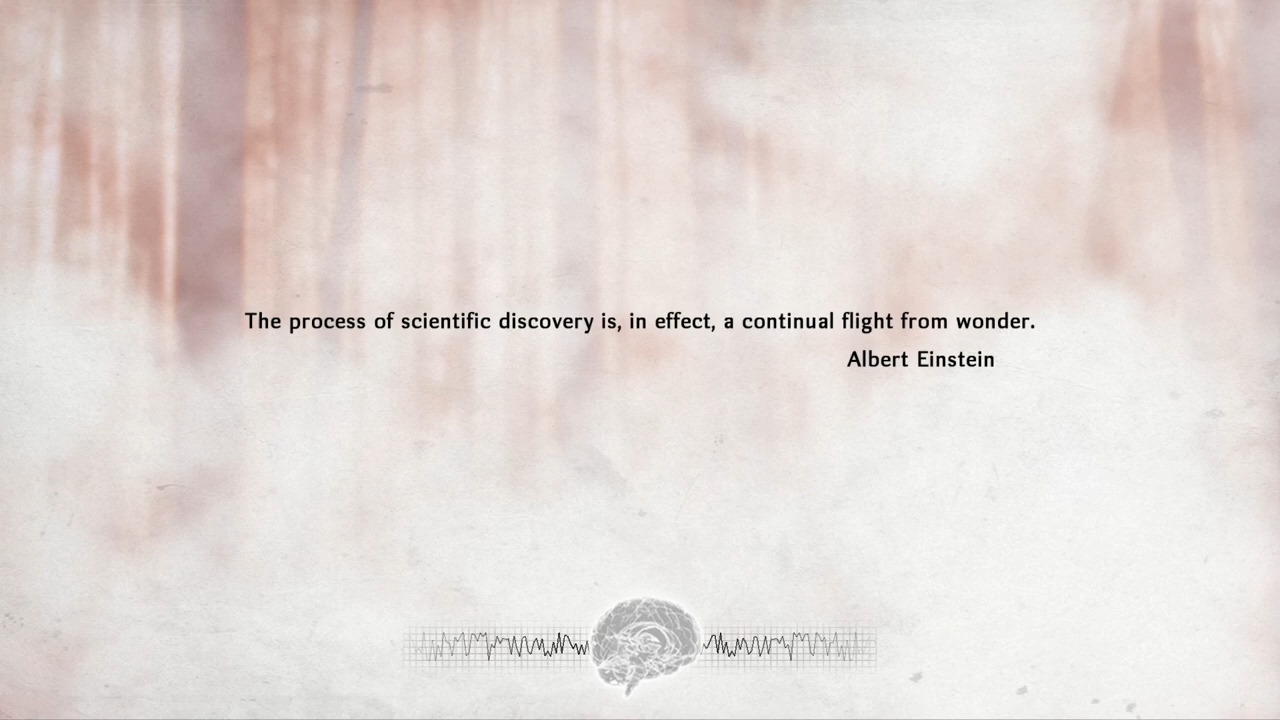 The process of scientific discovery is, in effect, a continual flight from wonder.
Albert Einstein